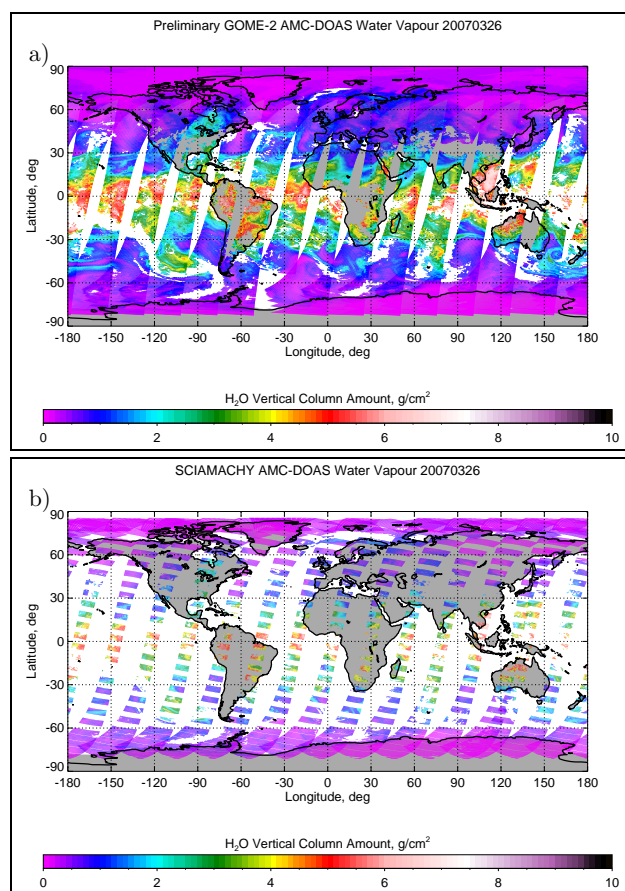 Preliminary GOME-2 AMC-DOAS Water Vapour 20070326
a)
90
60
30
0
-30
-60
-90
Latitude, deg
-180 -150 -120 -90 -60 -30 0 30 60 90 120 150 180
Longitude, deg
H₂O Vertical Column Amount, g/cm²
0 2 4 6 8 10
SCIAMACHY AMC-DOAS Water Vapour 20070326
b)
90
60
30
0
-30
-60
-90
Latitude, deg
-180 -150 -120 -90 -60 -30 0 30 60 90 120 150 180
Longitude, deg
H₂O Vertical Column Amount, g/cm²
0 2 4 6 8 10